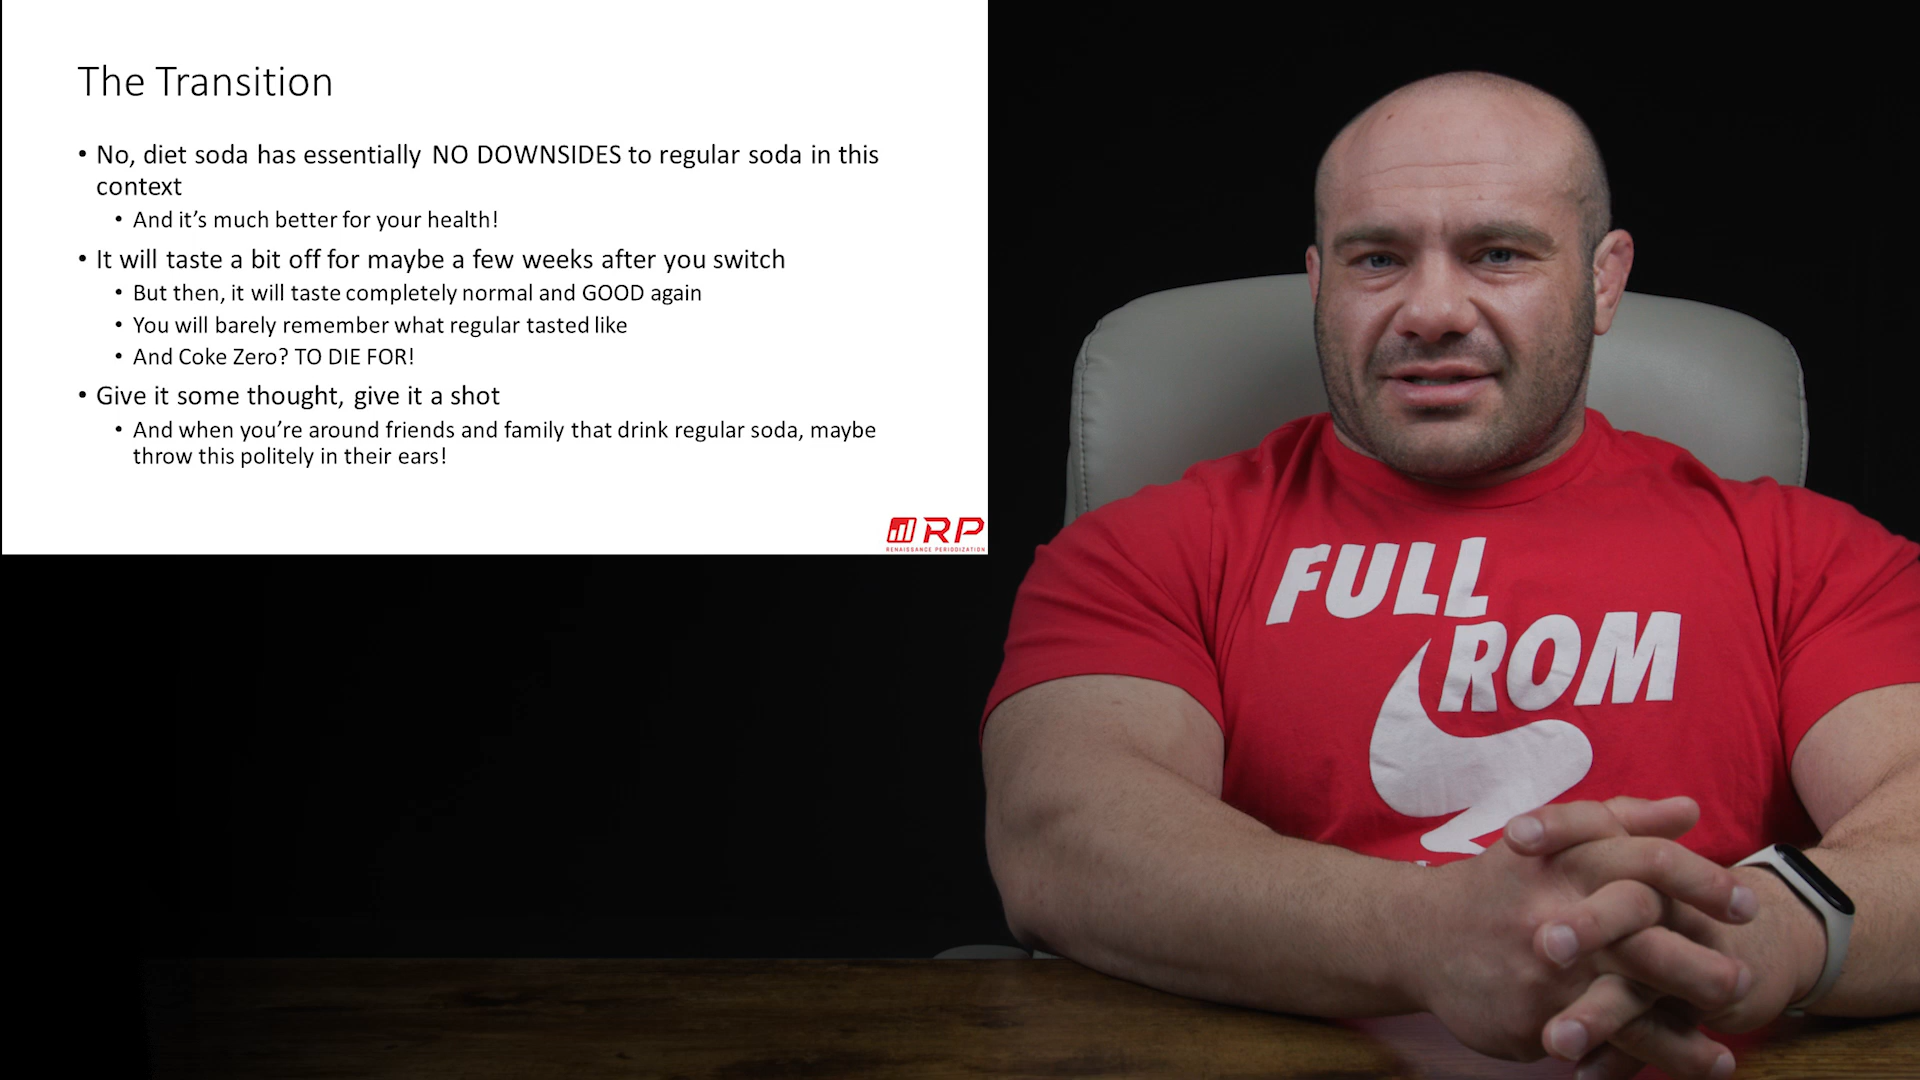 The Transition
• No, diet soda has essentially NO DOWNSIDES to regular soda in this
context
• And it's much better for your health!
• It will taste a bit off for maybe a few weeks after you switch
• But then, it will taste completely normal and GOOD again
• You will barely remember what regular tasted like
• And Coke Zero? TO DIE FOR!
• Give it some thought, give it a shot
• And when you're around friends and family that drink regular soda, maybe
throw this politely in their ears!
RP
RENAISSANCE PERIODIZATION
FULL
ROM